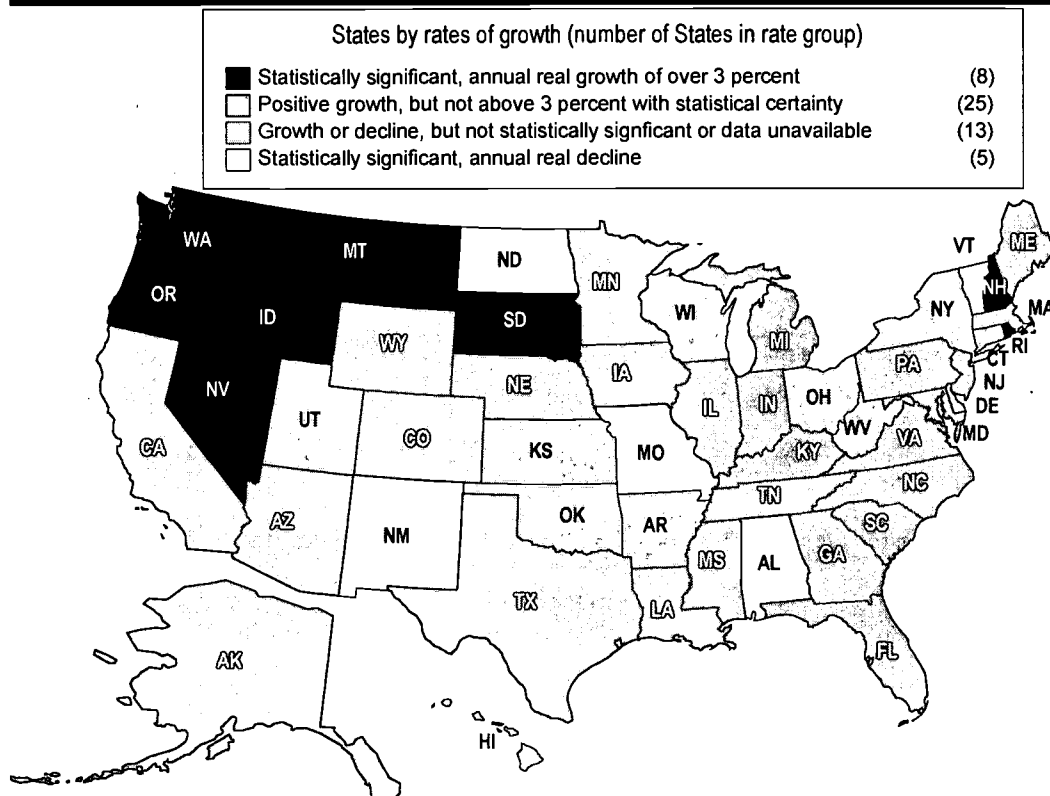 States by rates of growth (number of States in rate group)
Statistically significant, annual real growth of over 3 percent (8)
Positive growth, but not above 3 percent with statistical certainty (25)
Growth or decline, but not statistically signficant or data unavailable (13)
Statistically significant, annual real decline (5)
WA
MT
ND
MN
VT
ME
OR
ID
SD
WI
NY
NH
MA
WY
MI
RI
CT
NV
NE
IA
PA
NJ
UT
CO
IL
IN
OH
DE
CA
KS
MO
WV
MD
KY
VA
AZ
NM
OK
AR
TN
NC
SC
MS
AL
GA
TX
LA
AK
FL
HI